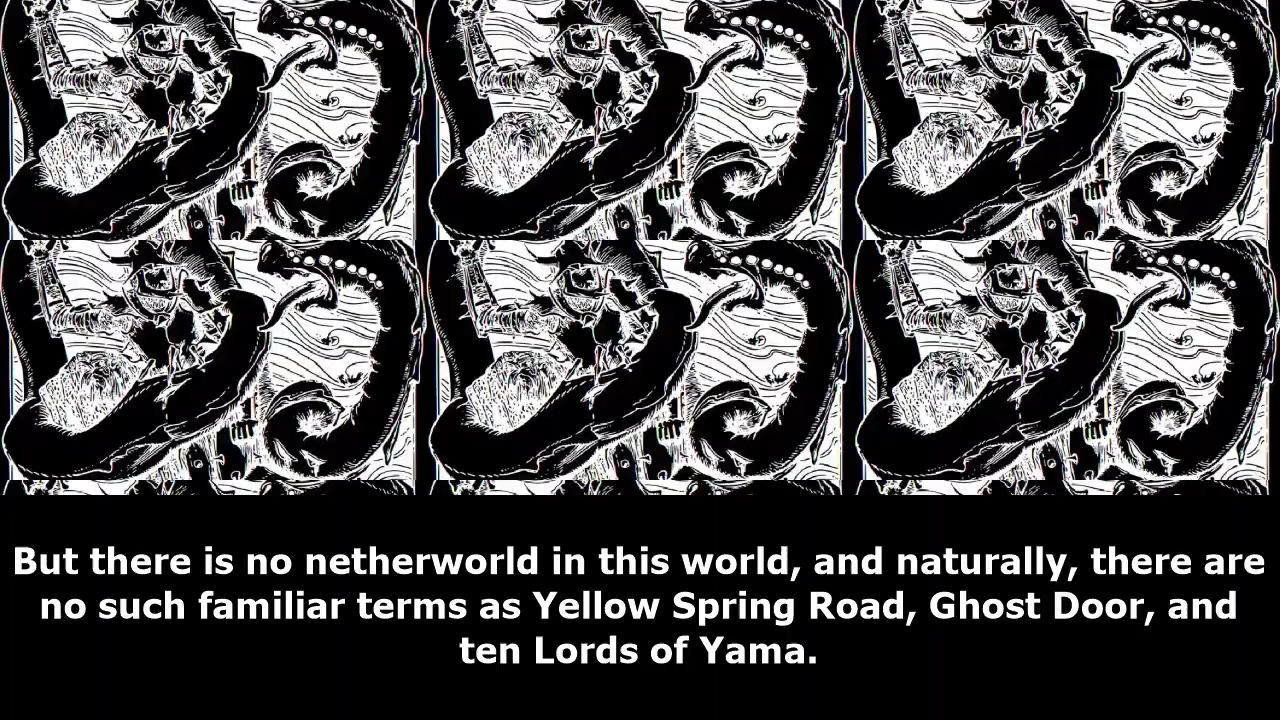 But there is no netherworld in this world, and naturally, there are
no such familiar terms as Yellow Spring Road, Ghost Door, and
ten Lords of Yama.